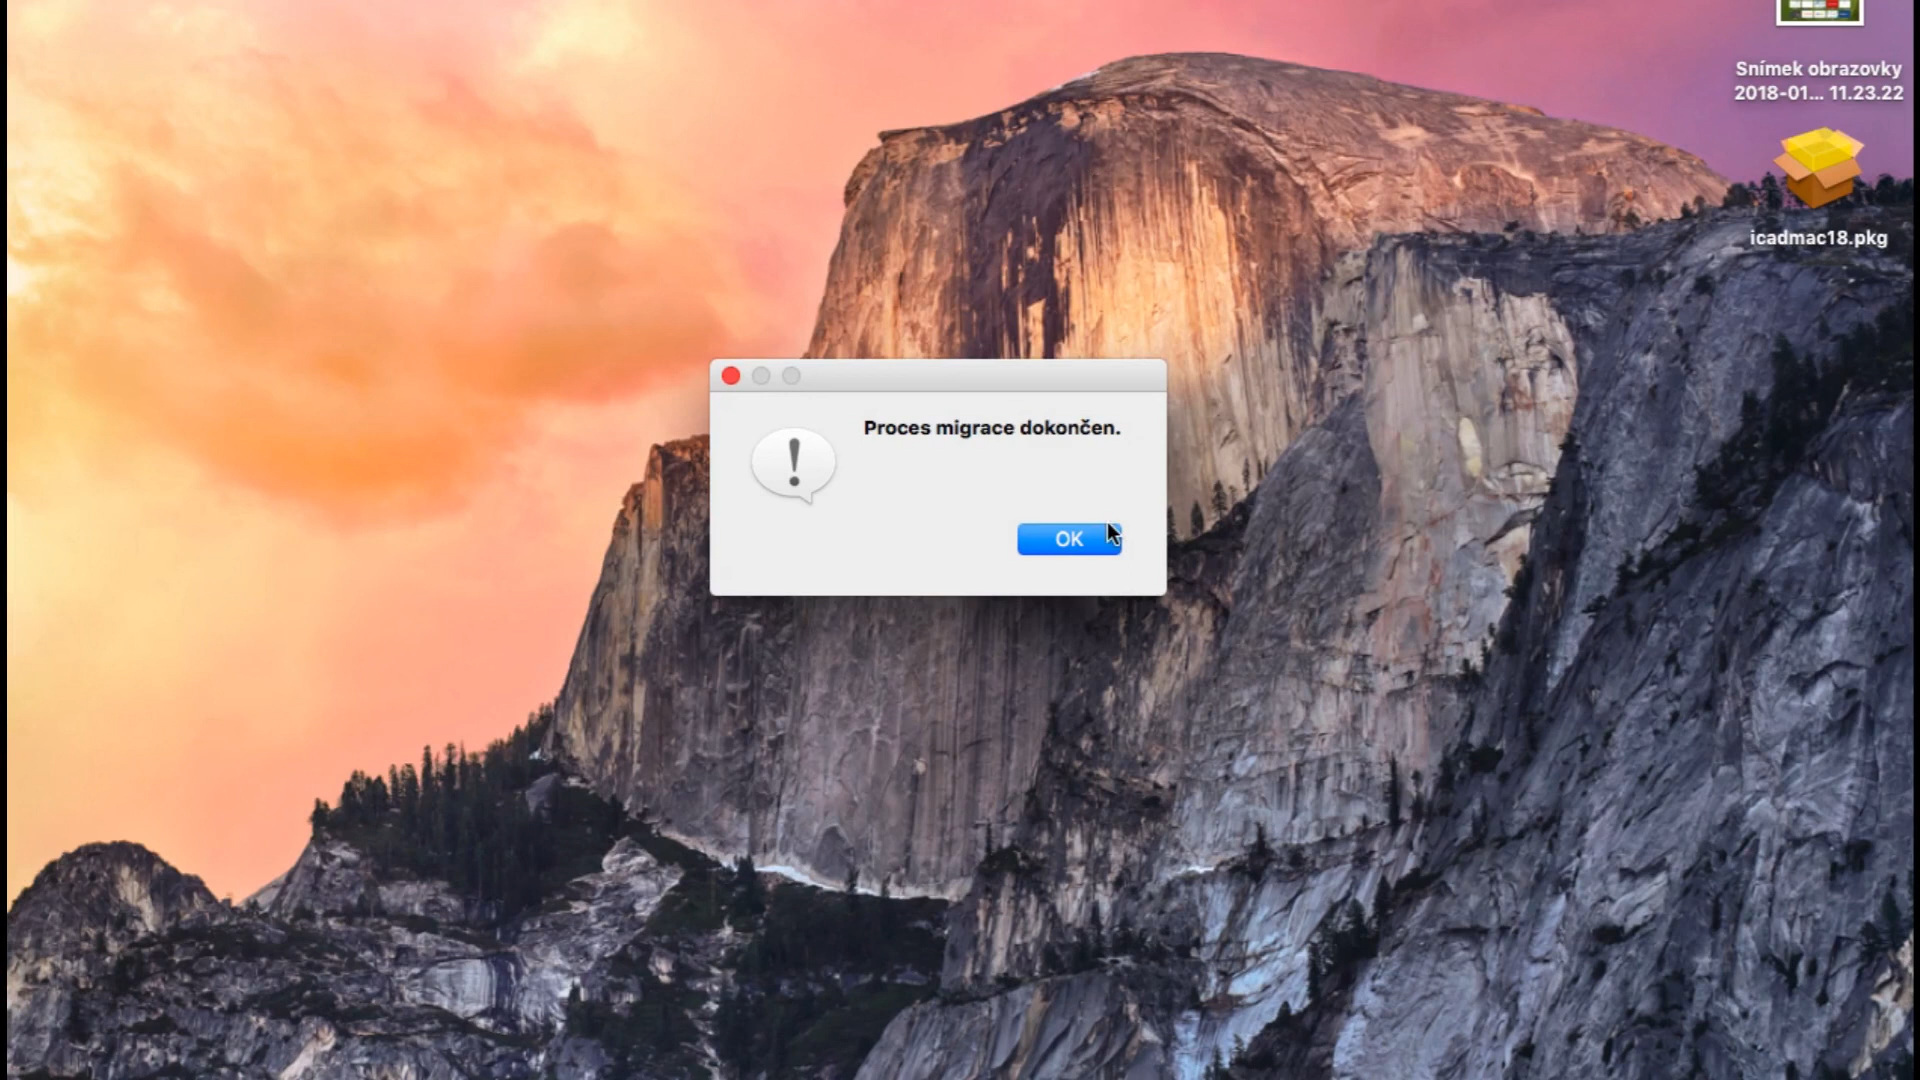 Snímek obrazovky
2018-01... 11.23.22
icadmac18.pkg
Proces migrace dokončen.
OK